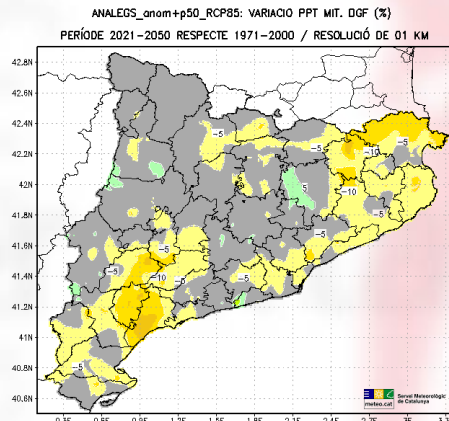 ANALEGS_anom+p50_RCP85: VARIACIO PPT MIT. DGF (%)
PERÍODE 2021-2050 RESPECTE 1971-2000 / RESOLUCIÓ DE 01 KM
42.8N
42.6N
42.4N
42.2N
42N
41.8N
41.6N
41.4N
41.2N
41N
40.8N
40.6N
-5
-5
-5
-10
-5
5
-10
-5
-5
-5
-5
-10
-5
-5
-5
meteo.cat
Servei Meteorològic
de Catalunya